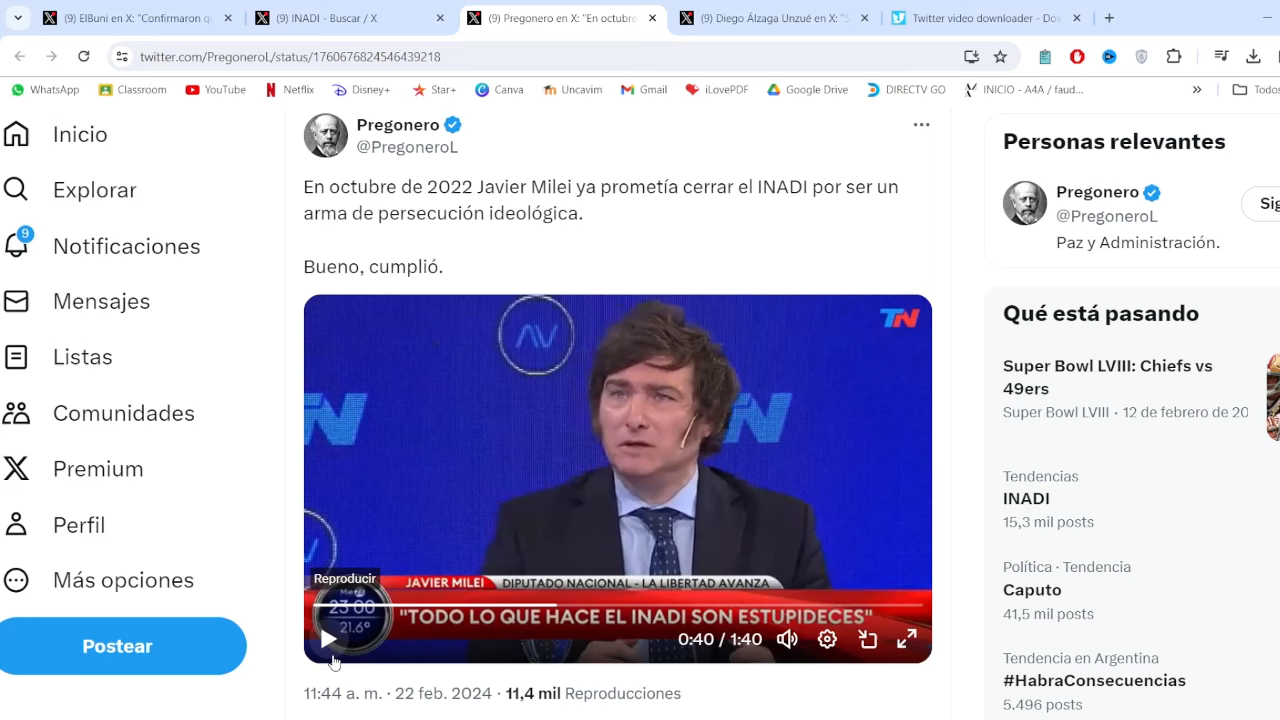 (9) ElBuni en X: "Confirmaron q
(9) INADI - Buscar / X
(9) Pregonero en X: "En octubre
(9) Diego Álzaga Unzué en X: "S
Twitter video downloader - Dov
twitter.com/PregoneroL/status/1760676824546439218
WhatsApp
Classroom
YouTube
Netflix
Disney+
Star+
Canva
Uncavim
Gmail
iLovePDF
Google Drive
DIRECTV GO
INICIO - A4A / faud...
Todos
Inicio
Explorar
9
Notificaciones
Mensajes
Listas
Comunidades
Premium
Perfil
Más opciones
Postear
Pregonero
@PregoneroL
En octubre de 2022 Javier Milei ya prometía cerrar el INADI por ser un
arma de persecución ideológica.
Bueno, cumplió.
TN
Reproducir
JAVIER MILEI DIPUTADO NACIONAL - LA LIBERTAD AVANZA
23:00
21.6°
"TODO LO QUE HACE EL INADI SON ESTUPIDECES"
0:40 / 1:40
11:44 a. m. · 22 feb. 2024 · 11,4 mil Reproducciones
Personas relevantes
Pregonero
@PregoneroL
Sig
Paz y Administración.
Qué está pasando
Super Bowl LVIII: Chiefs vs
49ers
Super Bowl LVIII · 12 de febrero de 20
Tendencias
INADI
15,3 mil posts
Política · Tendencia
Caputo
41,5 mil posts
Tendencia en Argentina
#HabraConsecuencias
5.496 posts